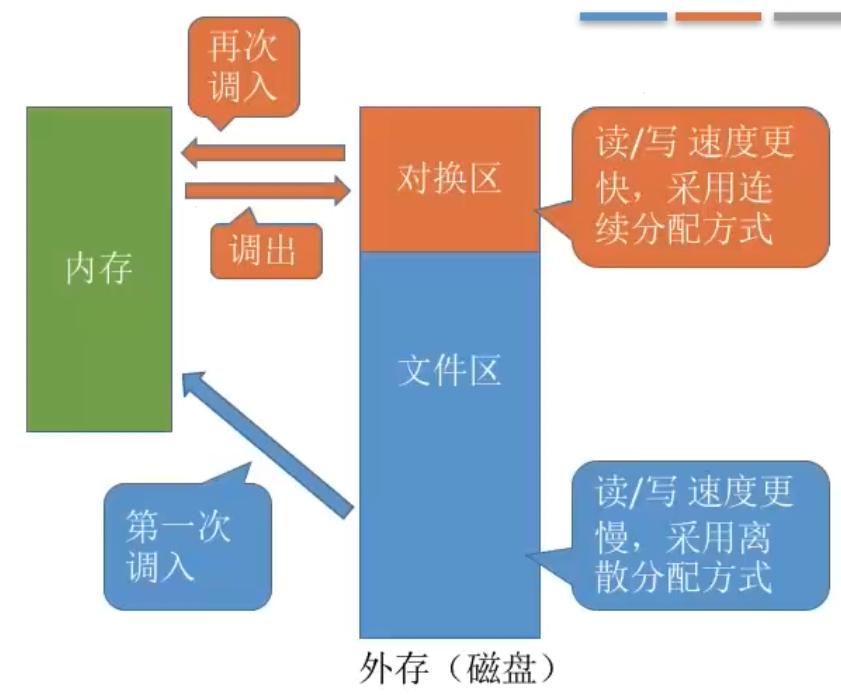 再次
调入
对换区
读/写 速度更
快，采用连
续分配方式
调出
内存
文件区
第一次
调入
读/写 速度更
慢，采用离
散分配方式
外存（磁盘）